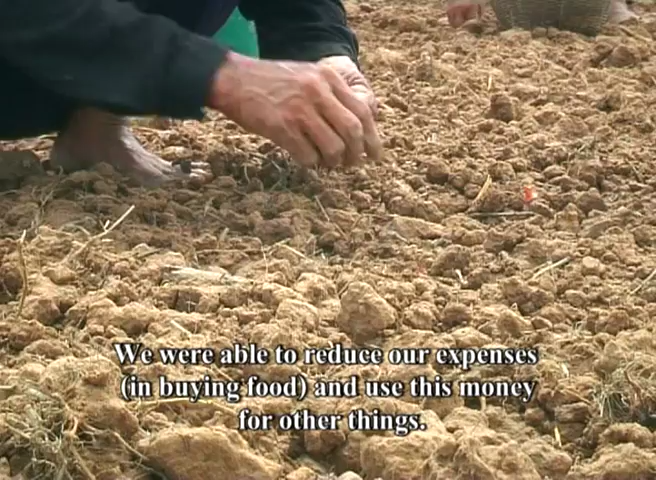 We were able to reduce our expenses
(in buying food) and use this money
for other things.